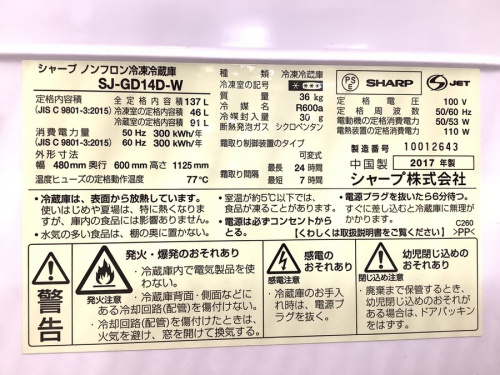 シャープ ノンフロン冷凍冷蔵庫
SJ-GD14D-W
定格内容積 全定格内容積 137 L
(JIS C 9801-3:2015) 冷凍室の容積 46 L
冷蔵室の容積 91 L
消費電力量 50 Hz 300 kWh/年
(JIS C 9801-3:2015) 60 Hz 300 kWh/年
外形寸法
幅 480mm 奥行 600mm 高さ 1125mm
温度ヒューズの定格動作温度 77℃
種類 冷凍冷蔵庫
冷凍室の記号
質量 36 kg
冷媒 R600a
冷媒封入量 30 g
断熱発泡ガス シクロペンタン
霜取り制御装置のタイプ
可変式
霜取り間隔 最長 24 時間
最短 7 時間
PS
E
SHARP
S JET
定格電圧 100 V
定格周波数 50/60 Hz
電動機の定格消費電力 50/53 W
電熱装置の定格消費電力 110 W
製造番号 10012643
中国製 2017 年製
シャープ株式会社
•冷蔵庫は、表面から放熱しています。
使いはじめや夏場は、特に熱くなりま
すが、庫内の食品には影響ありません。
•水気の多い食品は、棚の奥に置かない。
•室温が約5℃以下では、
食品が凍ることがあります。
•電源は必ずコンセントか
らとる。
•電源プラグを抜いたら6分待つ。
すぐに差し込むと冷蔵庫に無理が
かかります。
【くわしくは取扱説明書をご覧ください】
C260
>PP<
警告
発火・爆発のおそれあり
発火注意
•冷蔵庫内で電気製品を使
わない。
•冷蔵庫背面・側面などに
ある冷却回路(配管)を傷付けない。
•冷却回路(配管)を傷付けたときは、
火気を避け、窓を開けて換気する。
感電の
おそれあり
感電注意
冷蔵庫のお手入
れ時は、電源プ
ラグを抜く。
幼児閉じ込めの
おそれあり
閉じ込め注意
•廃棄まで保管するとき、
幼児が閉じ込められる恐れ
がある場合は、ドアパッキン
をはずす。